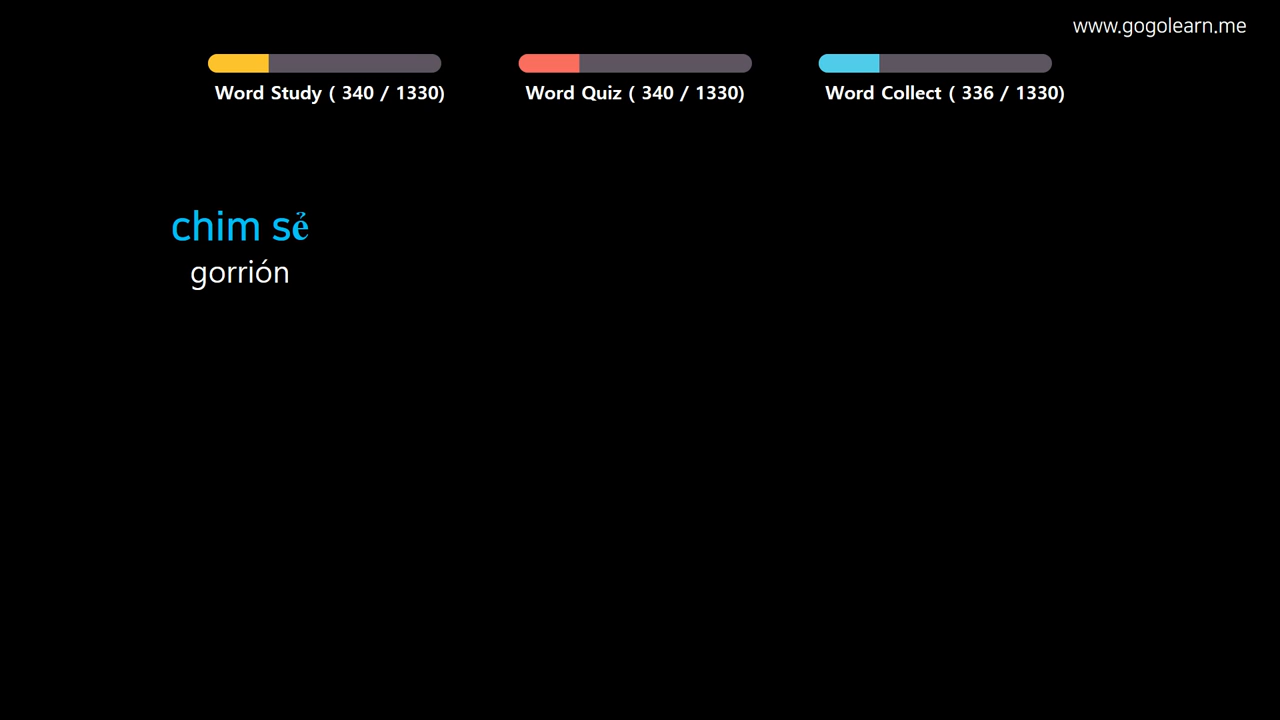 www.gogolearn.me
Word Study ( 340 / 1330)
Word Quiz ( 340 / 1330)
Word Collect ( 336 / 1330)
chim sẻ
gorrión